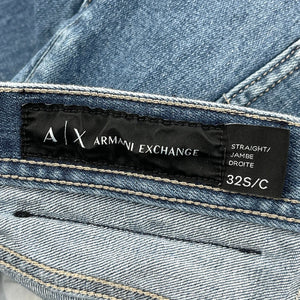 A|X ARMANI EXCHANGE
STRAIGHT/
JAMBE
DROITE
32S/C